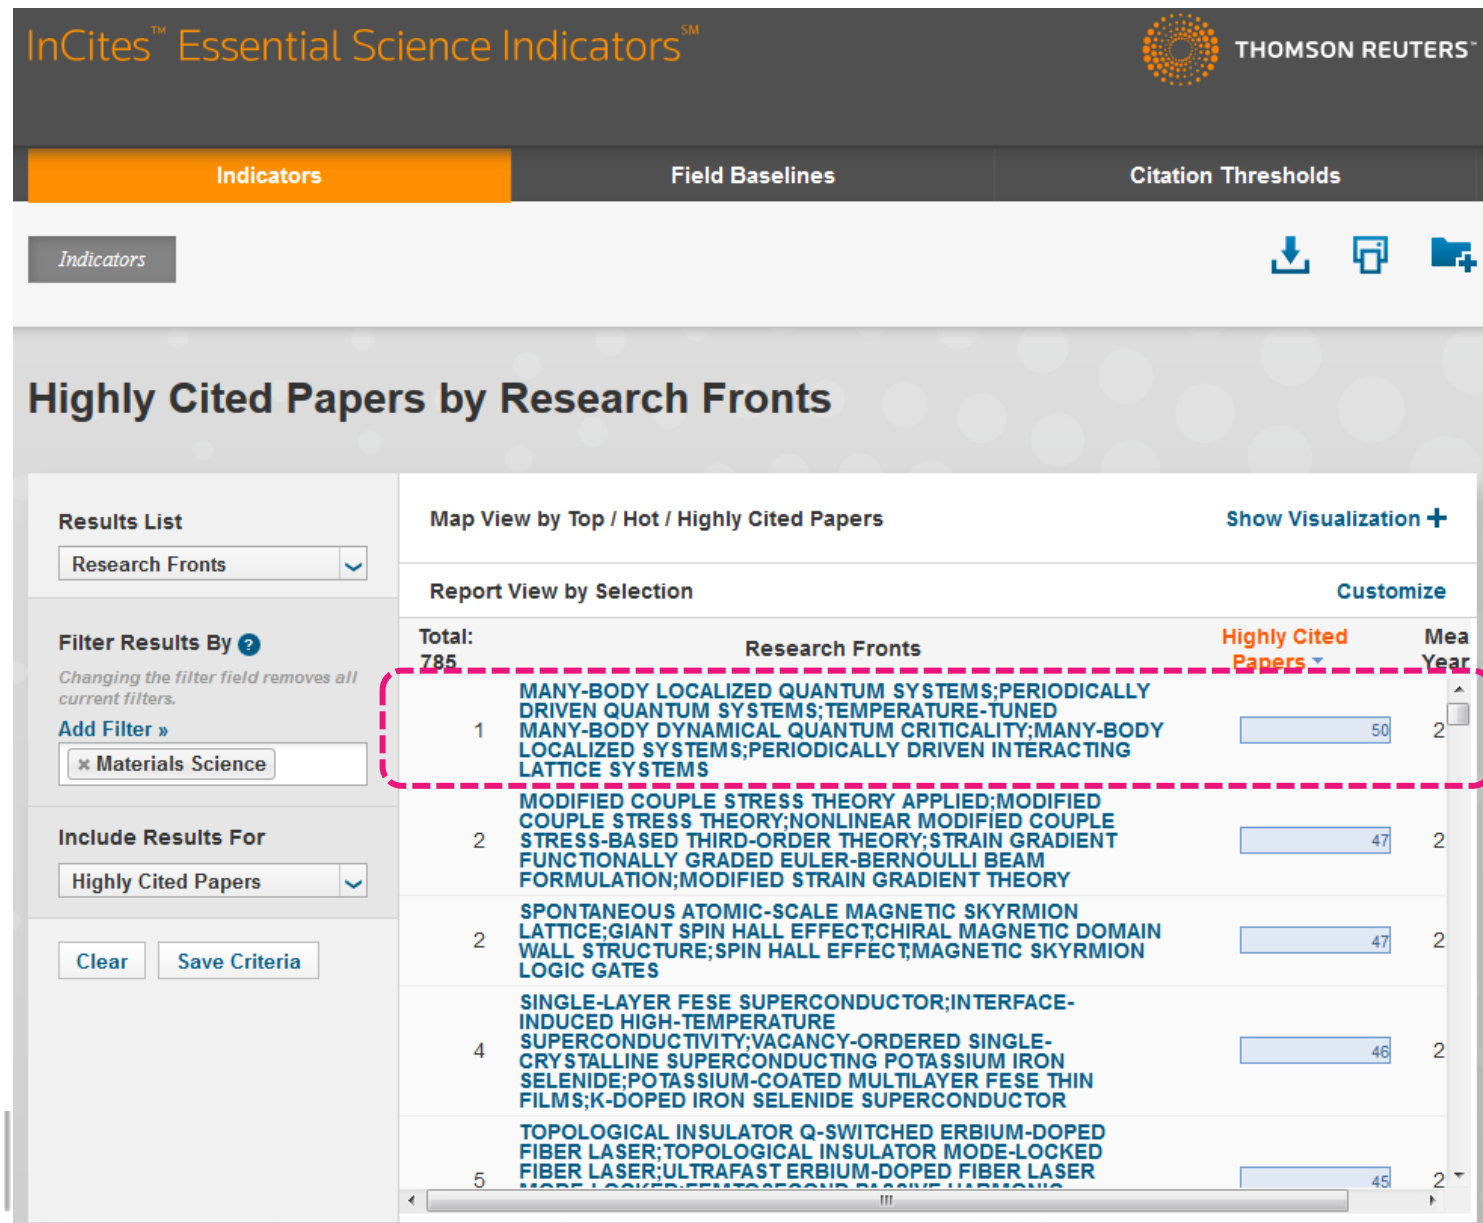 InCites™ Essential Science Indicators℠
THOMSON REUTERS™
Indicators
Field Baselines
Citation Thresholds
Indicators
Highly Cited Papers by Research Fronts
Results List
Research Fronts
Filter Results By ?
Changing the filter field removes all
current filters.
Add Filter »
× Materials Science
Include Results For
Highly Cited Papers
Clear
Save Criteria
Map View by Top / Hot / Highly Cited Papers
Show Visualization +
Report View by Selection
Customize
Total:
785
Research Fronts
Highly Cited
Papers
Mea
Year
1
MANY-BODY LOCALIZED QUANTUM SYSTEMS;PERIODICALLY
DRIVEN QUANTUM SYSTEMS;TEMPERATURE-TUNED
MANY-BODY DYNAMICAL QUANTUM CRITICALITY;MANY-BODY
LOCALIZED SYSTEMS;PERIODICALLY DRIVEN INTERACTING
LATTICE SYSTEMS
50
2
2
MODIFIED COUPLE STRESS THEORY APPLIED;MODIFIED
COUPLE STRESS THEORY;NONLINEAR MODIFIED COUPLE
STRESS-BASED THIRD-ORDER THEORY;STRAIN GRADIENT
FUNCTIONALLY GRADED EULER-BERNOULLI BEAM
FORMULATION;MODIFIED STRAIN GRADIENT THEORY
47
2
2
SPONTANEOUS ATOMIC-SCALE MAGNETIC SKYRMION
LATTICE;GIANT SPIN HALL EFFECT;CHIRAL MAGNETIC DOMAIN
WALL STRUCTURE;SPIN HALL EFFECT;MAGNETIC SKYRMION
LOGIC GATES
47
2
4
SINGLE-LAYER FESE SUPERCONDUCTOR;INTERFACE-
INDUCED HIGH-TEMPERATURE
SUPERCONDUCTIVITY;VACANCY-ORDERED SINGLE-
CRYSTALLINE SUPERCONDUCTING POTASSIUM IRON
SELENIDE;POTASSIUM-COATED MULTILAYER FESE THIN
FILMS;K-DOPED IRON SELENIDE SUPERCONDUCTOR
46
2
5
TOPOLOGICAL INSULATOR Q-SWITCHED ERBIUM-DOPED
FIBER LASER;TOPOLOGICAL INSULATOR MODE-LOCKED
FIBER LASER;ULTRAFAST ERBIUM-DOPED FIBER LASER
45
2